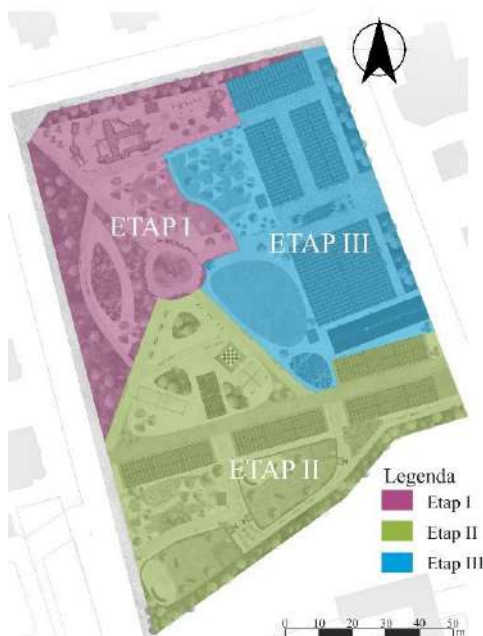 ETAP I
ETAP III
ETAP II
Legenda
Etap I
Etap II
Etap III
0 10 20 30 40 50
m